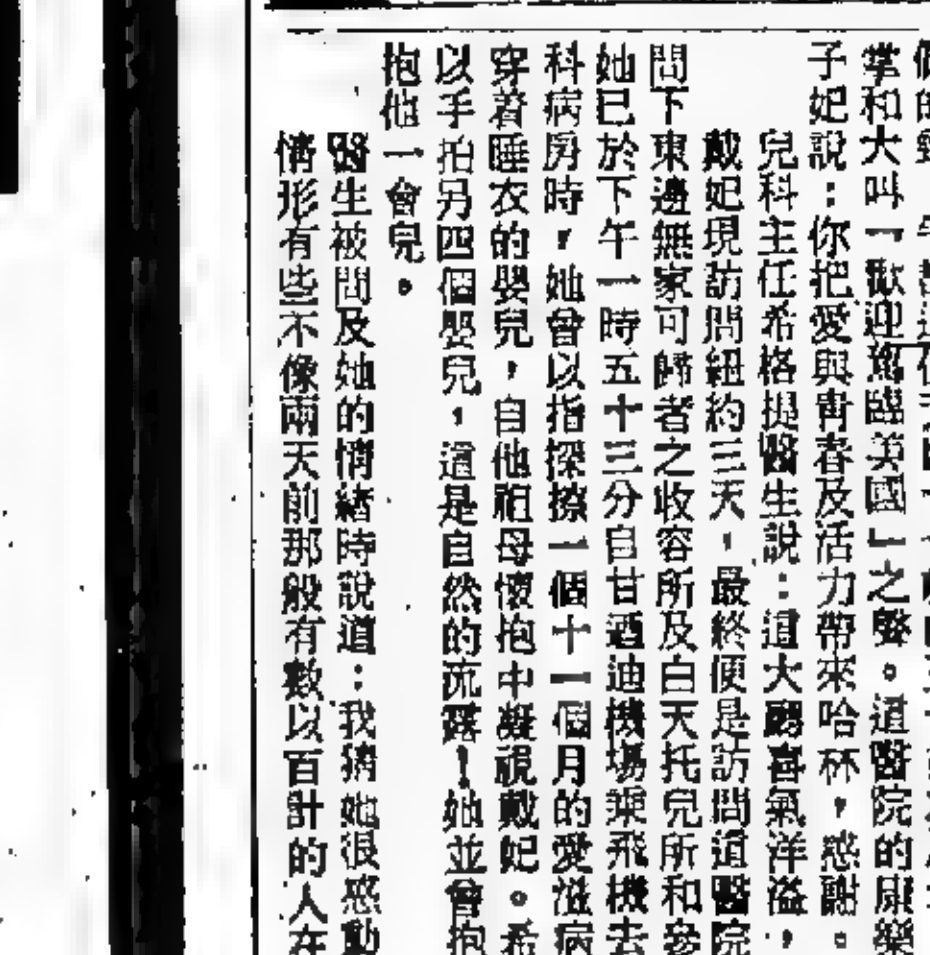 掌和大叫「歡迎駕臨美國」之聲。這醫院的康樂
子妃說：你把愛與青春及活力帶來哈林，感謝。
兒科主任希格提醫生說：這大廳喜氣洋溢，
戴妃現訪問紐約三天，最終便是訪問這醫院
問下東邊無家可歸者之收容所及白天托兒所和參
她已於下午一時五十三分自甘迺迪機場乘飛機去
科病房時，她曾以指探撩一個十一個月的愛滋病
穿着睡衣的嬰兒，自他祖母懷抱中凝視戴妃。希
以手拍另四個嬰兒，這是自然的流露！她並曾抱
抱他一會兒。
醫生被問及她的情緒時說道：我猜她很感動
情形有些不像兩天前那般有數以百計的人在